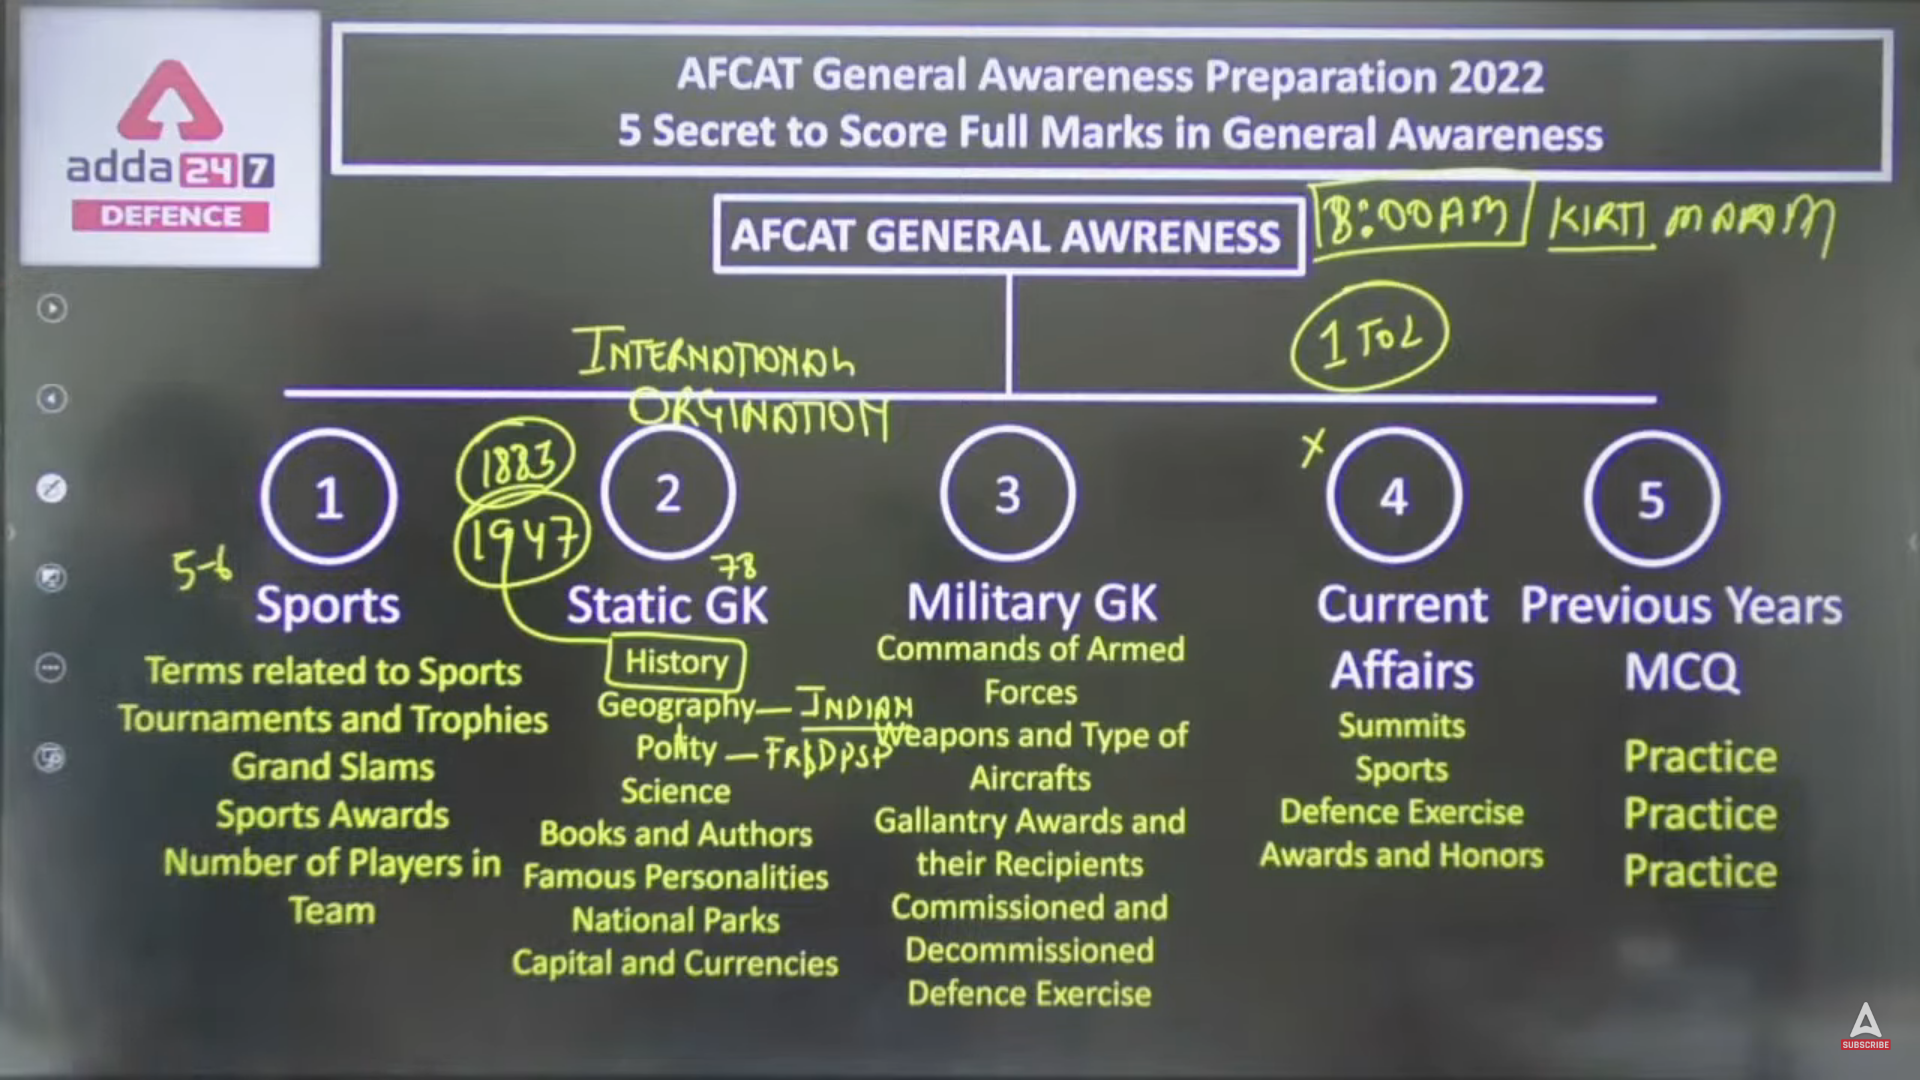 adda 247
DEFENCE
AFCAT General Awareness Preparation 2022
5 Secret to Score Full Marks in General Awareness
AFCAT GENERAL AWRENESS
8:00AM KIRTI
INTERNATIONAL
ORGINATION
1
1883
1947
5-6
Sports
Terms related to Sports
Tournaments and Trophies
Grand Slams
Sports Awards
Number of Players in
Team
2
78
Static GK
History
Geography — INDIAN
Polity — FR DPSP
Science
Books and Authors
Famous Personalities
National Parks
Capital and Currencies
3
Military GK
Commands of Armed
Forces
Weapons and Type of
Aircrafts
Gallantry Awards and
their Recipients
Commissioned and
Decommissioned
Defence Exercise
X
4
Current
Affairs
Summits
Sports
Defence Exercise
Awards and Honors
5
Previous Years
MCQ
Practice
Practice
Practice
SUBSCRIBE